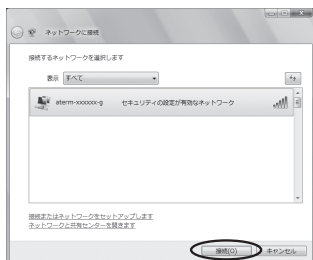 ネットワークに接続
接続するネットワークを選択します
表示 すべて
aterm-xxxxxx-g セキュリティの設定が有効なネットワーク
接続またはネットワークをセットアップします
ネットワークと共有センターを開きます
接続(O) キャンセル